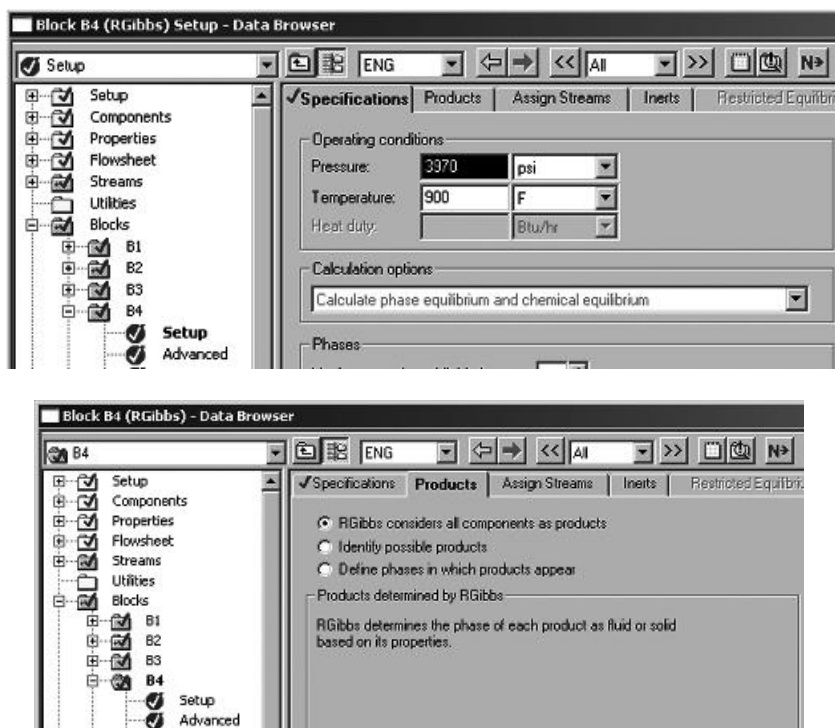 Block B4 (RGibbs) Setup - Data Browser
Setup
ENG
<<
All
>>
N>
Setup
Components
Properties
Flowsheet
Streams
Utilities
Blocks
B1
B2
B3
B4
Setup
Advanced
Specifications
Products
Assign Streams
Inerts
Operating conditions
Pressure: 3970 psi
Temperature: 900 F
Heat duty: Btu/hr
Calculation options
Calculate phase equilibrium and chemical equilibrium
Phases
Block B4 (RGibbs) - Data Browser
B4
ENG
<<
All
>>
N>
Setup
Components
Properties
Flowsheet
Streams
Utilities
Blocks
B1
B2
B3
B4
Setup
Advanced
Specifications
Products
Assign Streams
Inerts
RGibbs considers all components as products
Identify possible products
Define phases in which products appear
Products determined by RGibbs
RGibbs determines the phase of each product as fluid or solid
based on its properties.